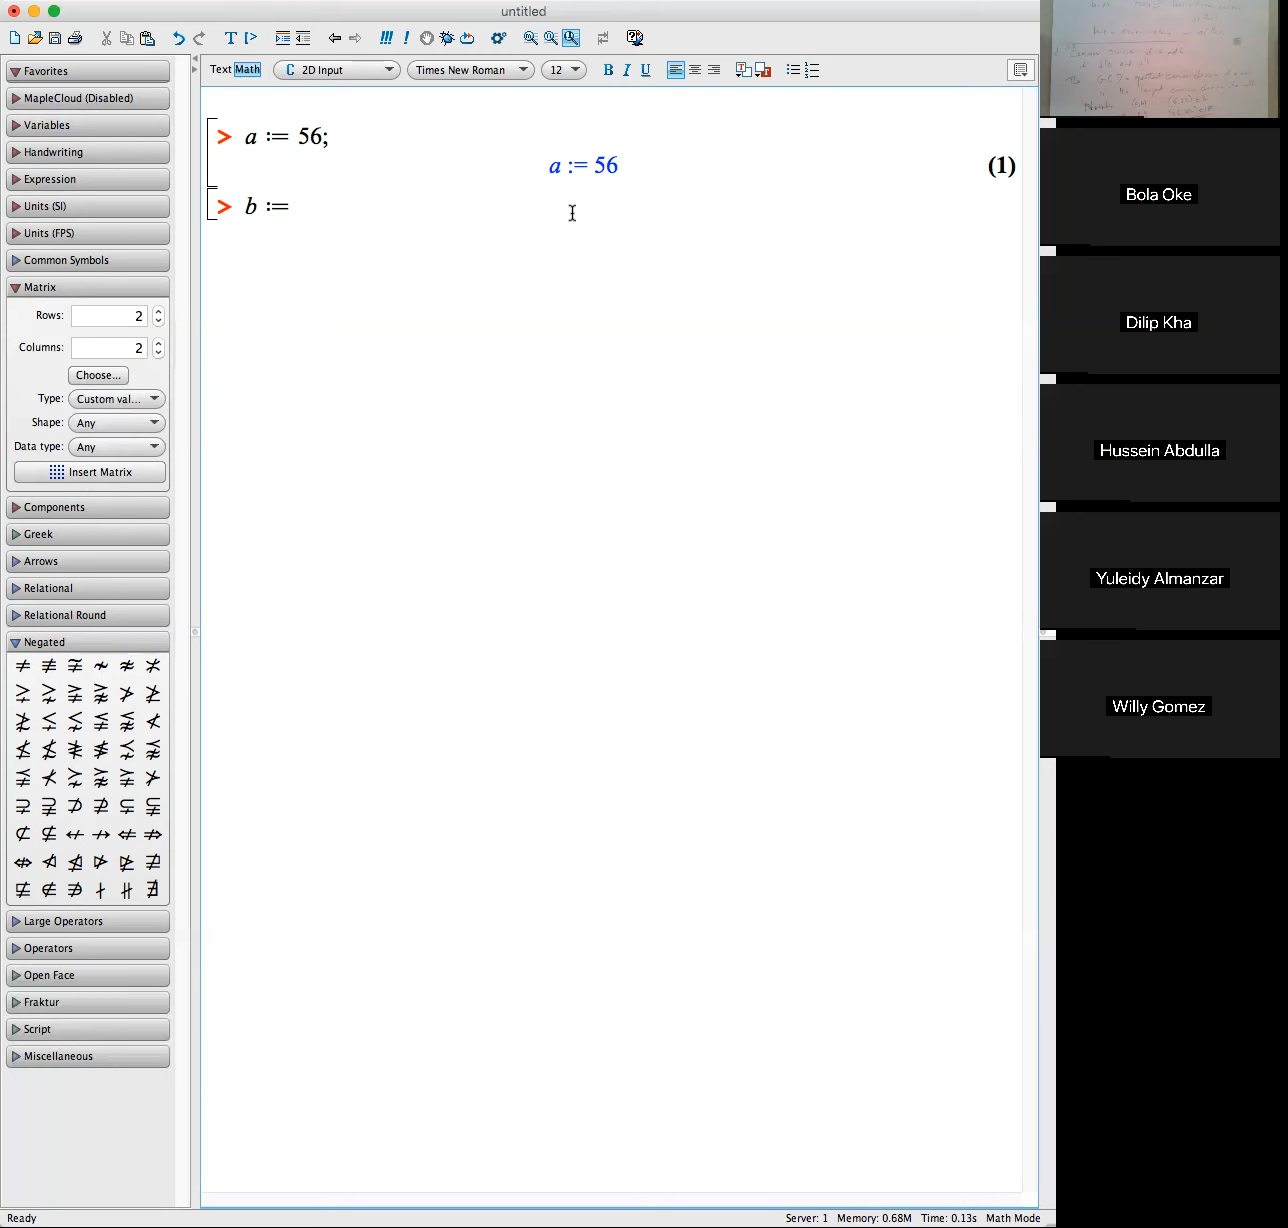 untitled
Text Math C 2D Input Times New Roman 12 B I U
Favorites
MapleCloud (Disabled)
Variables
Handwriting
Expression
Units (SI)
Units (FPS)
Common Symbols
Matrix
Rows: 2
Columns: 2
Choose...
Type: Custom val...
Shape: Any
Data type: Any
Insert Matrix
Components
Greek
Arrows
Relational
Relational Round
Negated
Large Operators
Operators
Open Face
Fraktur
Script
Miscellaneous
> a := 56;
a := 56 (1)
> b :=
Bola Oke
Dilip Kha
Hussein Abdulla
Yuleidy Almanzar
Willy Gomez
Ready Server: 1 Memory: 0.68M Time: 0.13s Math Mode